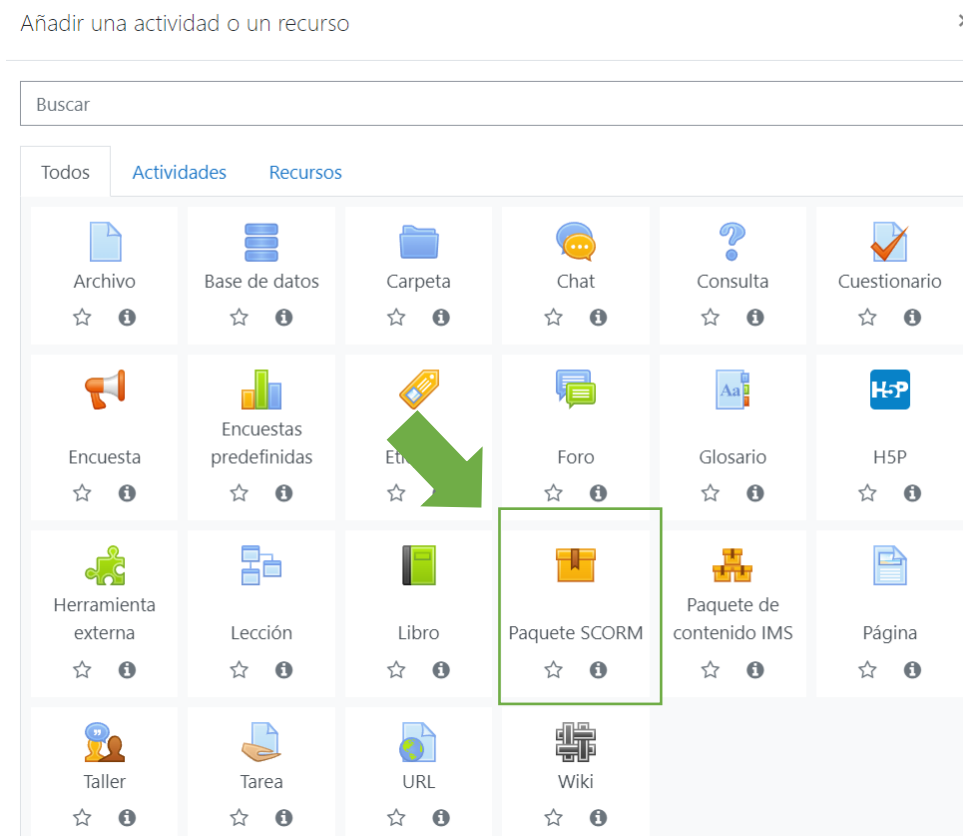 Añadir una actividad o un recurso
Buscar
Todos Actividades Recursos
Archivo Base de datos Carpeta Chat Consulta Cuestionario
Aa H5P
Encuestas
Encuesta predefinidas Foro Glosario H5P
Herramienta Paquete de
externa Lección Libro Paquete SCORM contenido IMS Página
Taller Tarea URL Wiki